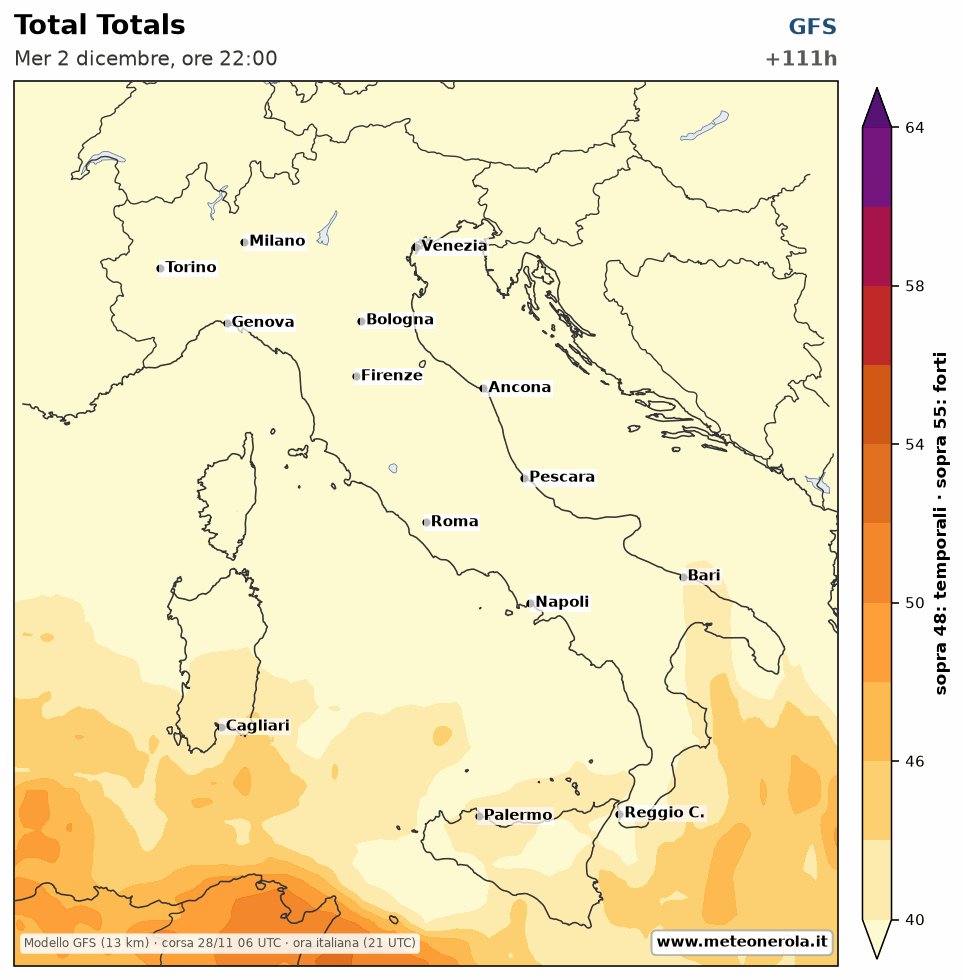 Total Totals
GFS
Mer 2 dicembre, ore 22:00
+111h
Milano
Venezia
Torino
Genova
Bologna
Firenze
Ancona
Pescara
Roma
Bari
Napoli
Cagliari
Palermo
Reggio C.
64
58
54
50
46
40
sopra 48: temporali · sopra 55: forti
Modello GFS (13 km) · corsa 28/11 06 UTC · ora italiana (21 UTC)
www.meteonerola.it